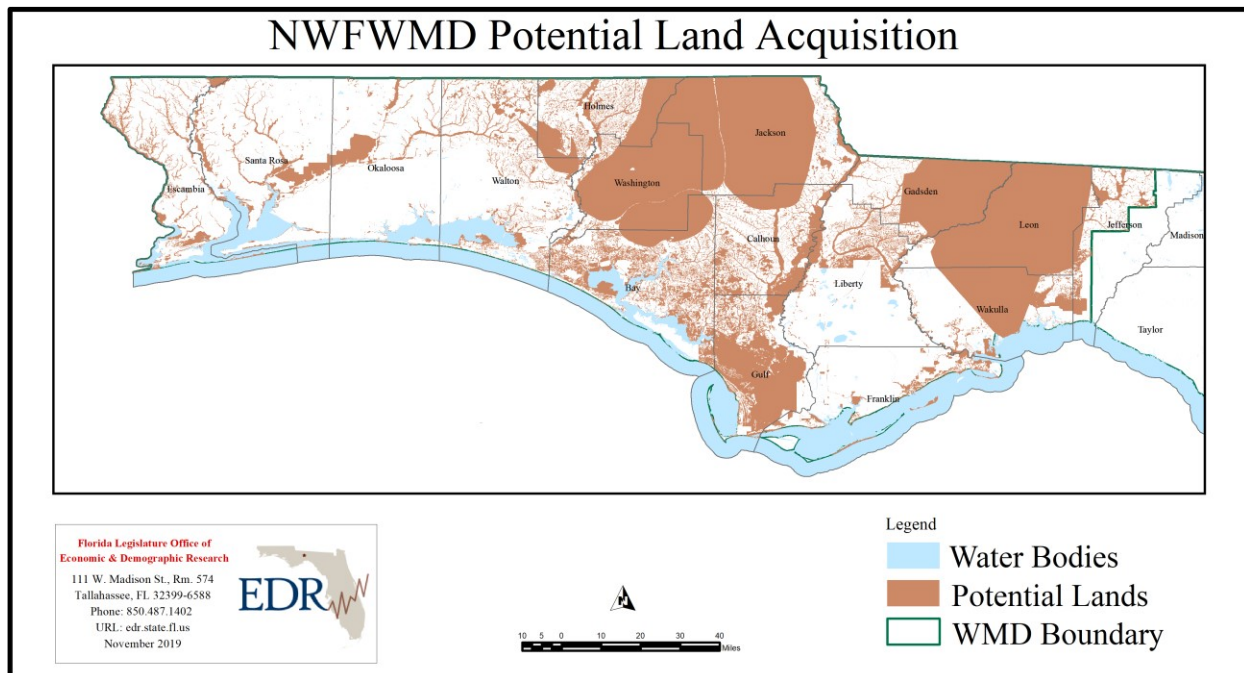 NWFWMD Potential Land Acquisition
Holmes
Jackson
Santa Rosa
Okaloosa
Escambia
Walton
Washington
Gadsden
Leon
Jefferson
Madison
Calhoun
Bay
Liberty
Wakulla
Taylor
Gulf
Franklin
Florida Legislature Office of
Economic & Demographic Research
111 W. Madison St., Rm. 574
Tallahassee, FL 32399-6588
Phone: 850.487.1402
URL: edr.state.fl.us
November 2019
EDR
N
10 5 0 10 20 30 40
Miles
Legend
Water Bodies
Potential Lands
WMD Boundary